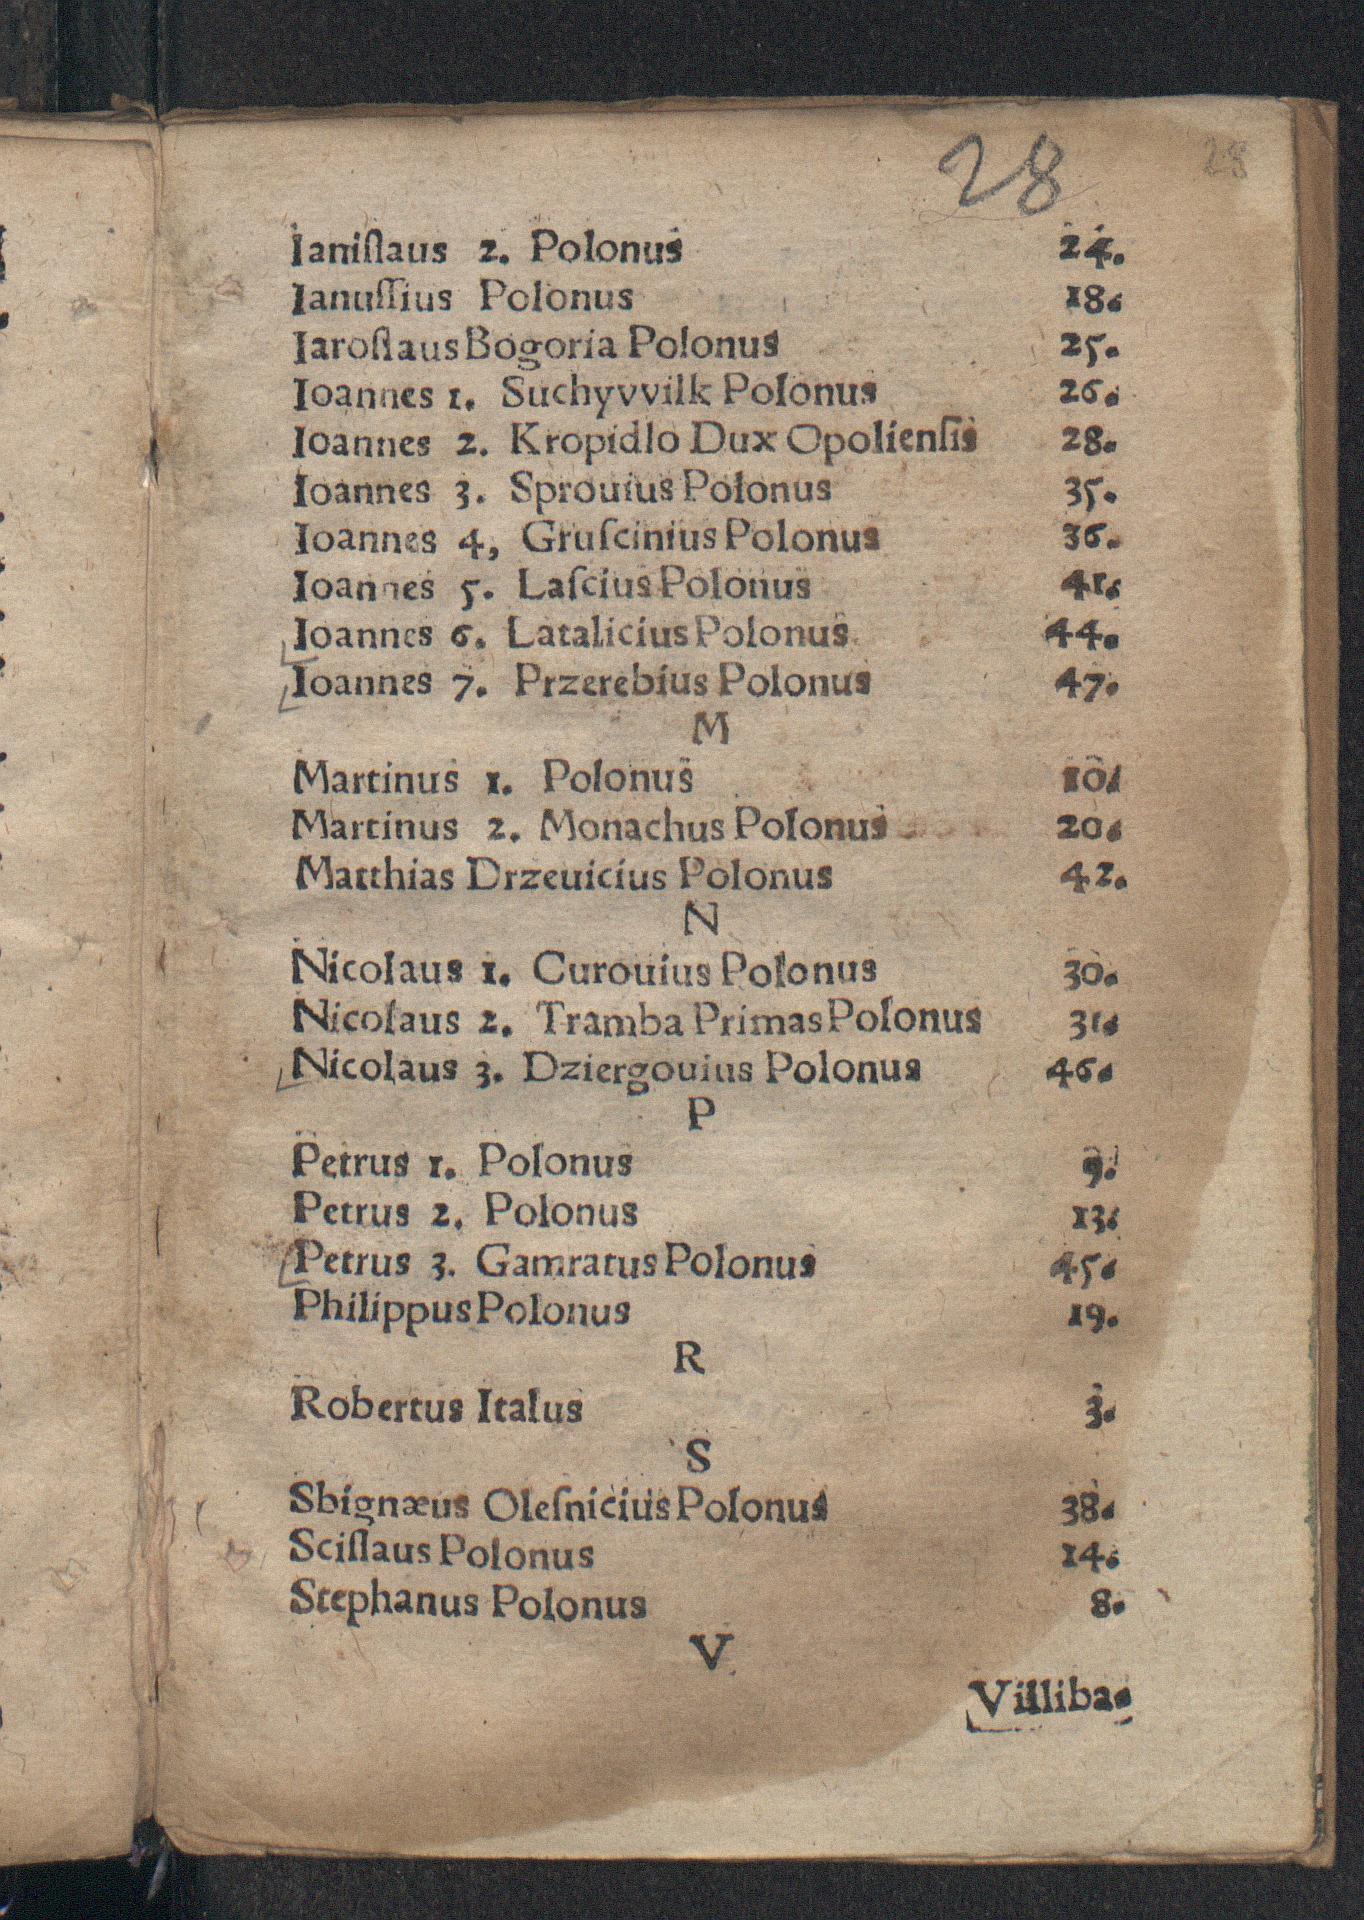 28 28
Ianiſlaus 2. Polonus 24.
Ianuſſius Polonus 18.
Iaroſlaus Bogoria Polonus 25.
Ioannes 1. Suchyvvilk Polonus 26.
Ioannes 2. Kropidlo Dux Opolienſis 28.
Ioannes 3. Sprouius Polonus 35.
Ioannes 4, Gruſcinius Polonus 36.
Ioannes 5. Laſcius Polonus 41.
Ioannes 6. Latalicius Polonus 44.
Ioannes 7. Przerebius Polonus 47.
M
Martinus 1. Polonus 10.
Martinus 2. Monachus Polonus 20.
Matthias Drzeuicius Polonus 42.
N
Nicolaus 1. Curouius Polonus 30.
Nicolaus 2. Tramba Primas Polonus 31.
Nicolaus 3. Dziergouius Polonus 46.
P
Petrus 1. Polonus 9.
Petrus 2. Polonus 13.
Petrus 3. Gamratus Polonus 45.
Philippus Polonus 19.
R
Robertus Italus 3.
S
Sbignæus Oleſnicius Polonus 38.
Sciſlaus Polonus 14.
Stephanus Polonus 8.
V
Villiba-